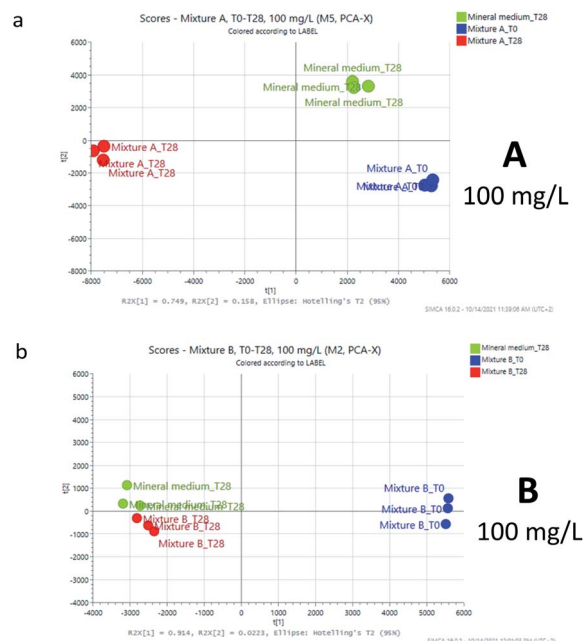 a
Scores - Mixture A, T0-T28, 100 mg/L (M5, PCA-X)
Colored according to LABEL
Mineral medium_T28
Mixture A_T0
Mixture A_T28
6000
4000
2000
0
-2000
-4000
-6000
-8000
t[2]
Mineral medium_T28
Mineral medium_T28
Mineral medium_T28
Mixture A_T28
Mixture A_T28
Mixture A_T28
Mixture A_T0
Mixture A_T0
-8000 -6000 -4000 -2000 0 2000 4000 6000
t[1]
R2X[1] = 0.749, R2X[2] = 0.158, Ellipse: Hotelling's T2 (95%)
SIMCA 16.0.2 - 10/14/2021 11:39:06 AM (UTC+2)
A
100 mg/L
b
Scores - Mixture B, T0-T28, 100 mg/L (M2, PCA-X)
Colored according to LABEL
Mineral medium_T28
Mixture B_T0
Mixture B_T28
6000
5000
4000
3000
2000
1000
0
-1000
-2000
-3000
-4000
t[2]
Mineral medium_T28
Mineral medium_T28
Mineral medium_T28
Mixture B_T28
Mixture B_T28
Mixture B_T28
Mixture B_T0
Mixture B_T0
Mixture B_T0
-4000 -3000 -2000 -1000 0 1000 2000 3000 4000 5000 6000
t[1]
R2X[1] = 0.914, R2X[2] = 0.0223, Ellipse: Hotelling's T2 (95%)
B
100 mg/L